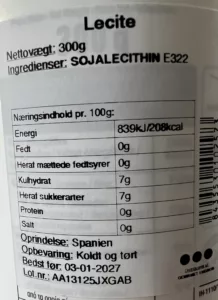 Lecite
Nettovægt: 300g
Ingredienser: SOJALECITHIN E322
Næringsindhold pr. 100g:
Energi 839kJ/208kcal
Fedt 0g
Heraf mættede fedtsyrer 0g
Kulhydrat 7g
Heraf sukkerarter 7g
Protein 0g
Salt 0g
Oprindelse: Spanien
Opbevaring: Koldt og tørt
Bedst før: 03-01-2027
Lot.nr.: AA13125JXGAB